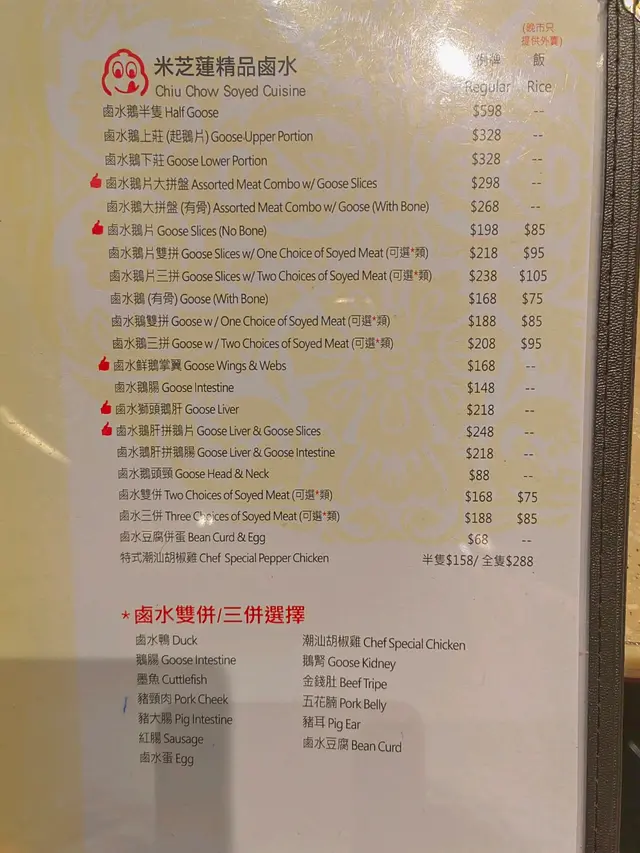 (晚市只
提供外賣)
米芝蓮精品鹵水 例牌 飯
Chiu Chow Soyed Cuisine Regular Rice
鹵水鵝半隻 Half Goose $598 --
鹵水鵝上莊 (起鵝片) Goose Upper Portion $328 --
鹵水鵝下莊 Goose Lower Portion $328 --
鹵水鵝片大拼盤 Assorted Meat Combo w/ Goose Slices $298 --
鹵水鵝大拼盤 (有骨) Assorted Meat Combo w/ Goose (With Bone) $268 --
鹵水鵝片 Goose Slices (No Bone) $198 $85
鹵水鵝片雙拼 Goose Slices w/ One Choice of Soyed Meat (可選*類) $218 $95
鹵水鵝片三拼 Goose Slices w/ Two Choices of Soyed Meat (可選*類) $238 $105
鹵水鵝 (有骨) Goose (With Bone) $168 $75
鹵水鵝雙拼 Goose w/ One Choice of Soyed Meat (可選*類) $188 $85
鹵水鵝三拼 Goose w/ Two Choices of Soyed Meat (可選*類) $208 $95
鹵水鮮鵝掌翼 Goose Wings & Webs $168 --
鹵水鵝腸 Goose Intestine $148 --
鹵水獅頭鵝肝 Goose Liver $218 --
鹵水鵝肝拼鵝片 Goose Liver & Goose Slices $248 --
鹵水鵝肝拼鵝腸 Goose Liver & Goose Intestine $218 --
鹵水鵝頭頸 Goose Head & Neck $88 --
鹵水雙併 Two Choices of Soyed Meat (可選*類) $168 $75
鹵水三併 Three Choices of Soyed Meat (可選*類) $188 $85
鹵水豆腐併蛋 Bean Curd & Egg $68 --
特式潮汕胡椒雞 Chef Special Pepper Chicken 半隻$158/ 全隻$288
*鹵水雙併/三併選擇
鹵水鴨 Duck
鵝腸 Goose Intestine
墨魚 Cuttlefish
豬頸肉 Pork Cheek
豬大腸 Pig Intestine
紅腸 Sausage
鹵水蛋 Egg
潮汕胡椒雞 Chef Special Chicken
鵝腎 Goose Kidney
金錢肚 Beef Tripe
五花腩 Pork Belly
豬耳 Pig Ear
鹵水豆腐 Bean Curd